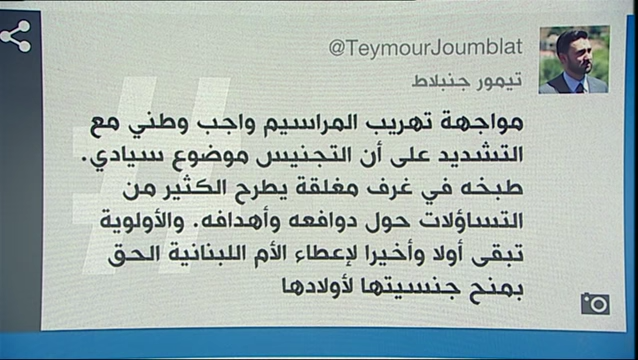 @TeymourJoumblat
تيمور جنبلاط
مواجهة تهريب المراسيم واجب وطني مع
التشديد على أن التجنيس موضوع سيادي.
طبخه في غرف مغلقة يطرح الكثير من
التساؤلات حول دوافعه وأهدافه. والأولوية
تبقى أولا وأخيرا لإعطاء الأم اللبنانية الحق
بمنح جنسيتها لأولادها